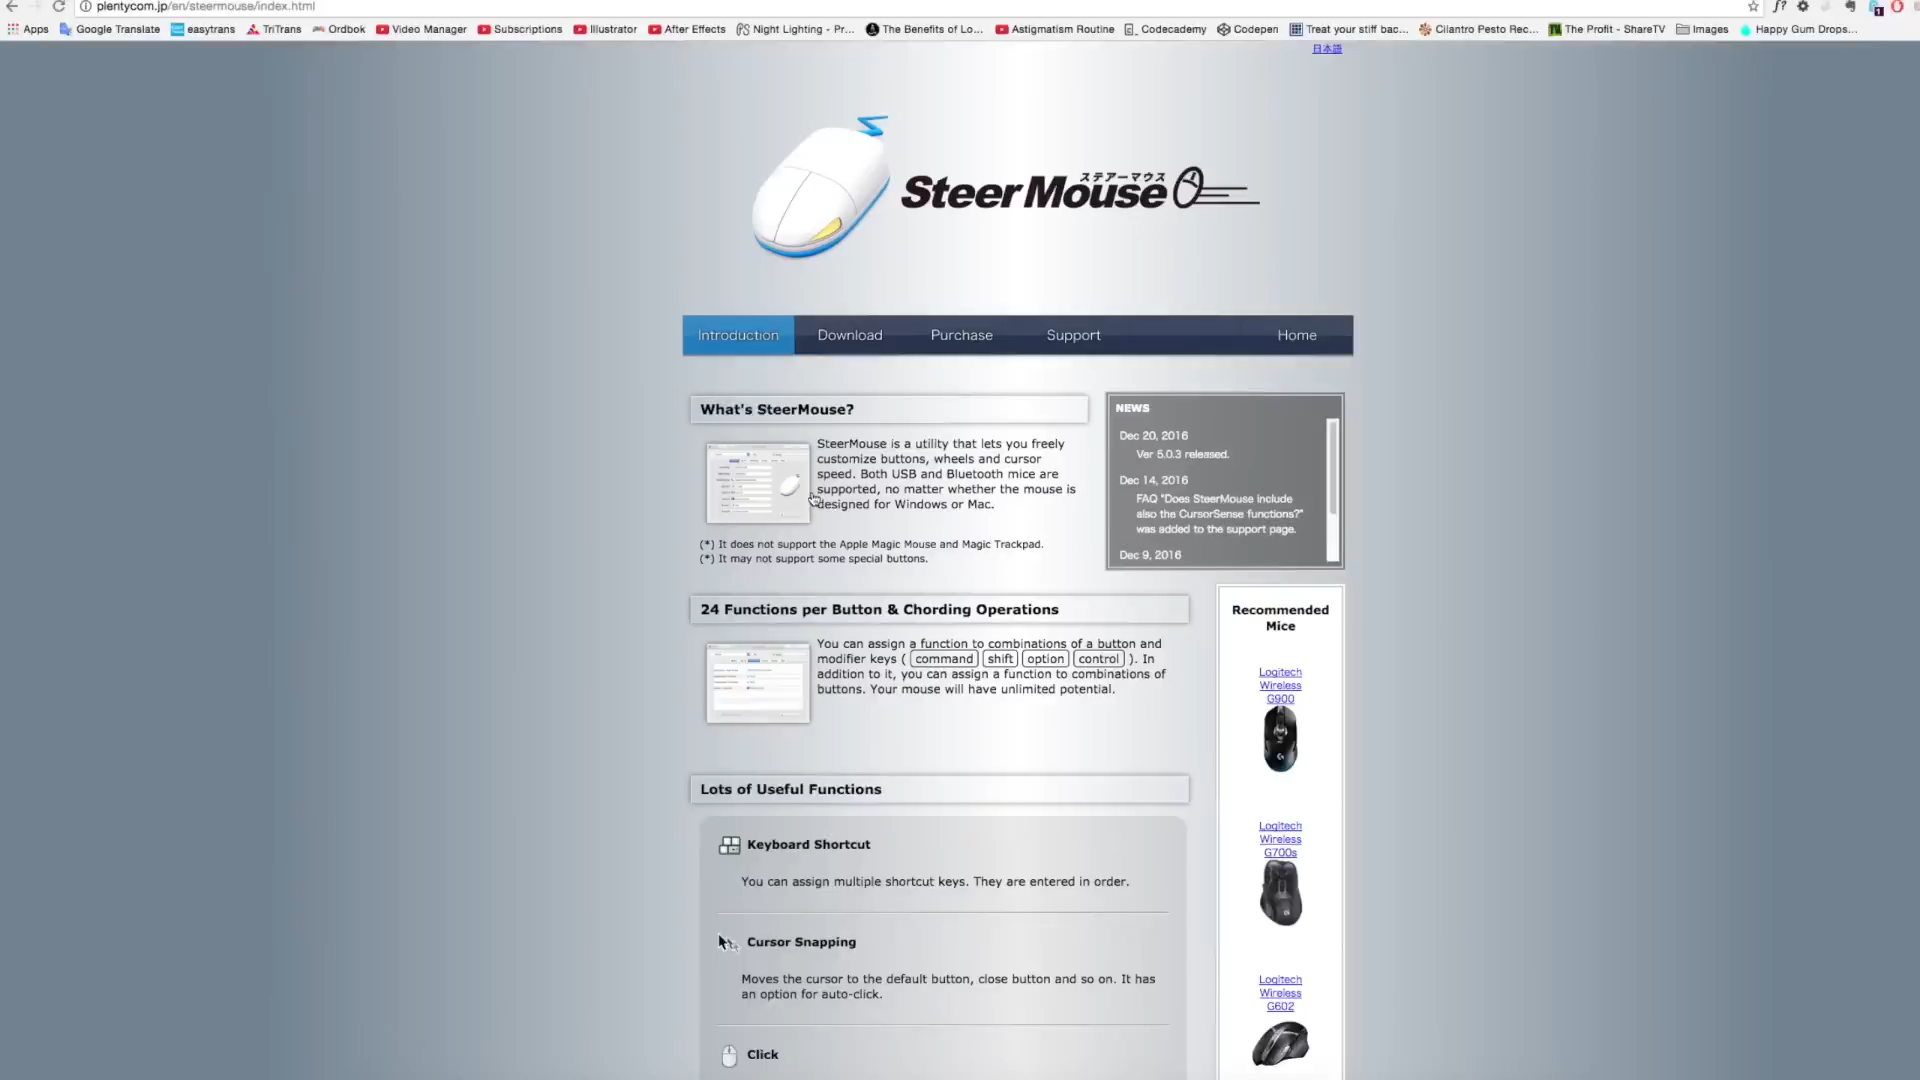 plentycom.jp/en/steermouse/index.html
Apps Google Translate easytrans TriTrans Ordbok Video Manager Subscriptions Illustrator After Effects Night Lighting - Pr... The Benefits of Lo... Astigmatism Routine Codecademy Codepen Treat your stiff bac... Cilantro Pesto Rec... The Profit - ShareTV Images Happy Gum Drops...
日本語
ステアーマウス
SteerMouse
Introduction Download Purchase Support Home
What's SteerMouse?
SteerMouse is a utility that lets you freely
customize buttons, wheels and cursor
speed. Both USB and Bluetooth mice are
supported, no matter whether the mouse is
designed for Windows or Mac.
(*) It does not support the Apple Magic Mouse and Magic Trackpad.
(*) It may not support some special buttons.
NEWS
Dec 20, 2016
Ver 5.0.3 released.
Dec 14, 2016
FAQ "Does SteerMouse include
also the CursorSense functions?"
was added to the support page.
Dec 9, 2016
24 Functions per Button & Chording Operations
You can assign a function to combinations of a button and
modifier keys ( command shift option control ). In
addition to it, you can assign a function to combinations of
buttons. Your mouse will have unlimited potential.
Recommended
Mice
Logitech
Wireless
G900
Logitech
Wireless
G700s
Logitech
Wireless
G602
Lots of Useful Functions
Keyboard Shortcut
You can assign multiple shortcut keys. They are entered in order.
Cursor Snapping
Moves the cursor to the default button, close button and so on. It has
an option for auto-click.
Click